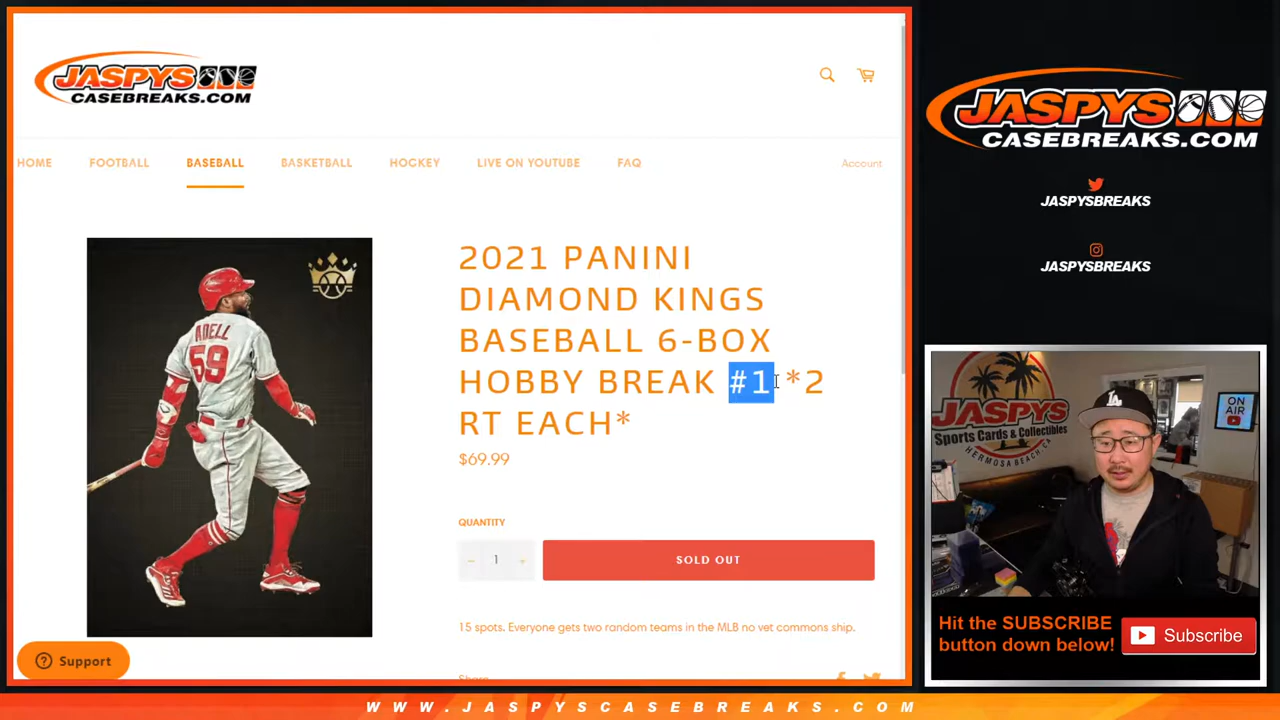 JASPYS
CASEBREAKS.COM
HOME FOOTBALL BASEBALL BASKETBALL HOCKEY LIVE ON YOUTUBE FAQ Account
ADELL
59
2021 PANINI
DIAMOND KINGS
BASEBALL 6-BOX
HOBBY BREAK #1 *2
RT EACH*
$69.99
QUANTITY
− 1 +
SOLD OUT
15 spots. Everyone gets two random teams in the MLB no vet commons ship.
Share
Support
JASPYS
CASEBREAKS.COM
JASPYSBREAKS
JASPYSBREAKS
JASPYS
Sports Cards & Collectibles
HERMOSA BEACH, CA
LA
ON
AIR
Hit the SUBSCRIBE
button down below!
Subscribe
WWW.JASPYSCASEBREAKS.COM